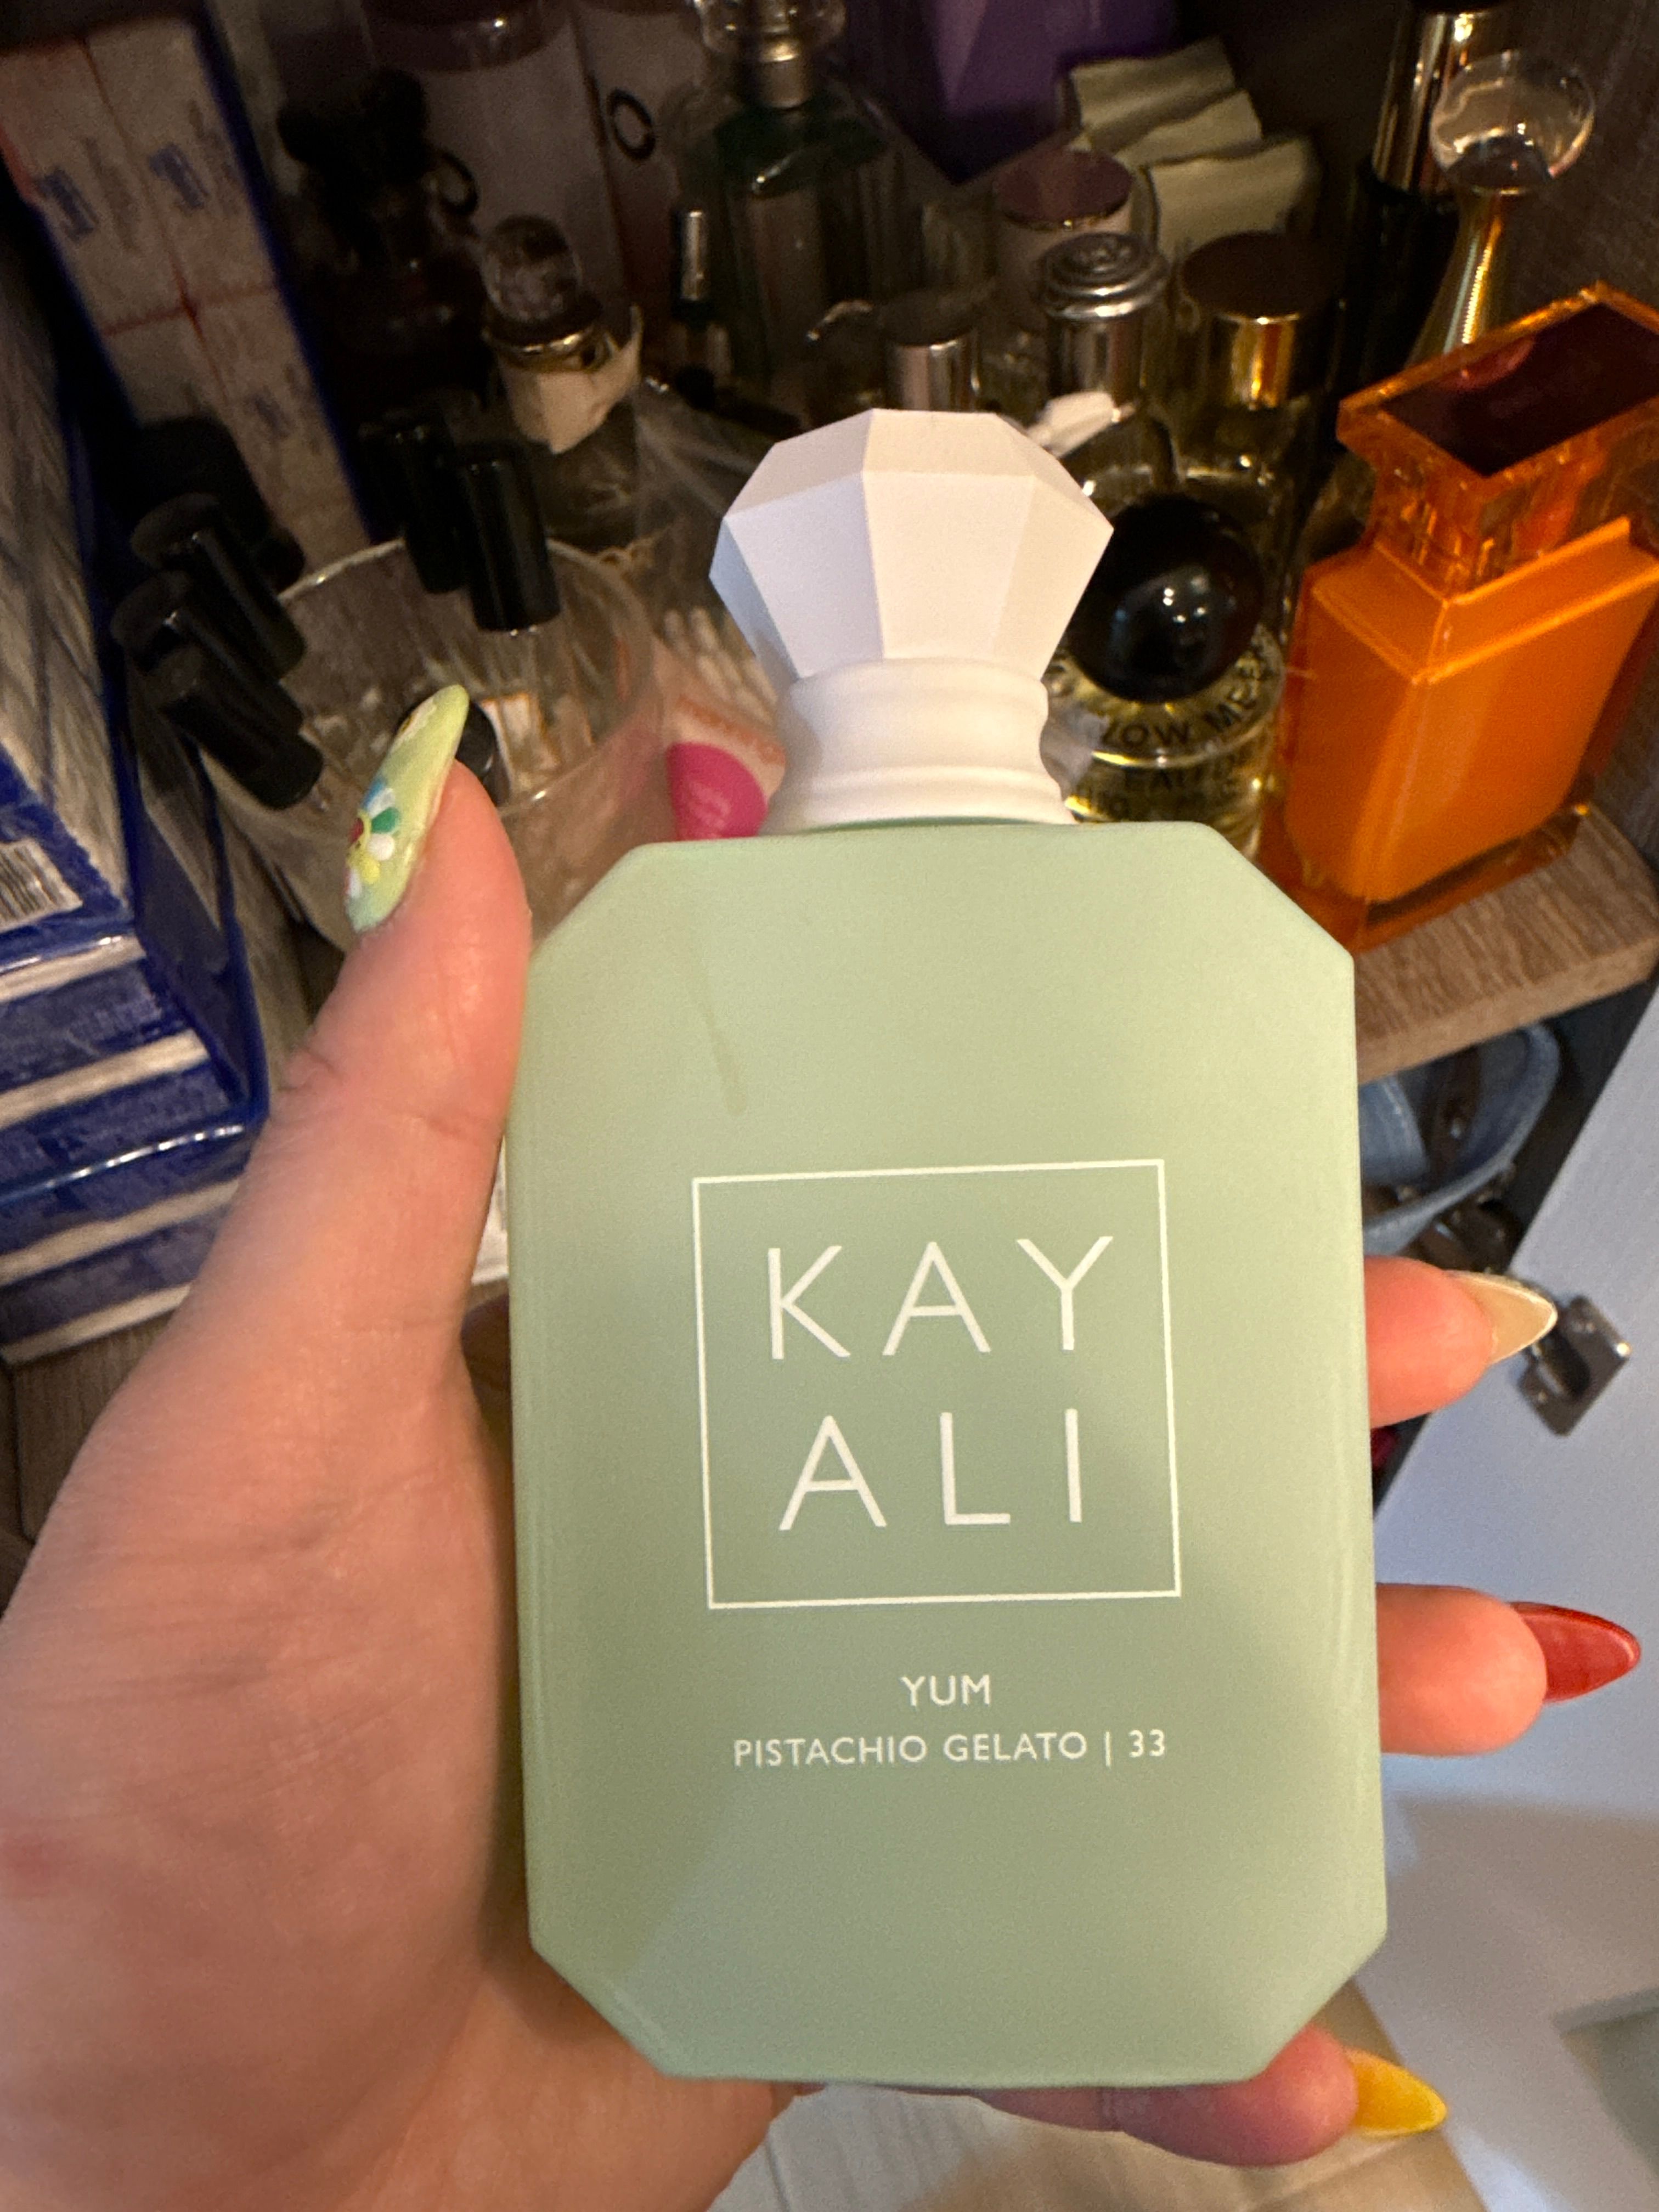 KAY
ALI
YUM
PISTACHIO GELATO | 33